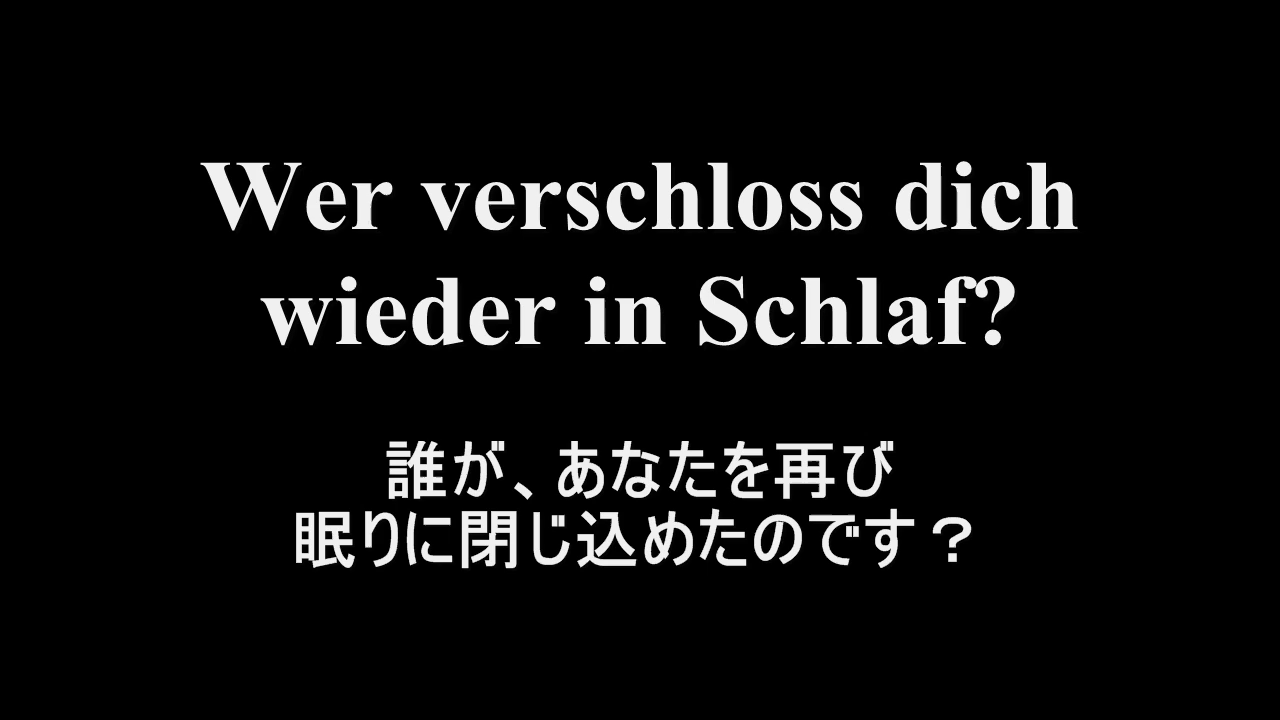 Wer verschloss dich
wieder in Schlaf?
誰が、あなたを再び
眠りに閉じ込めたのです？